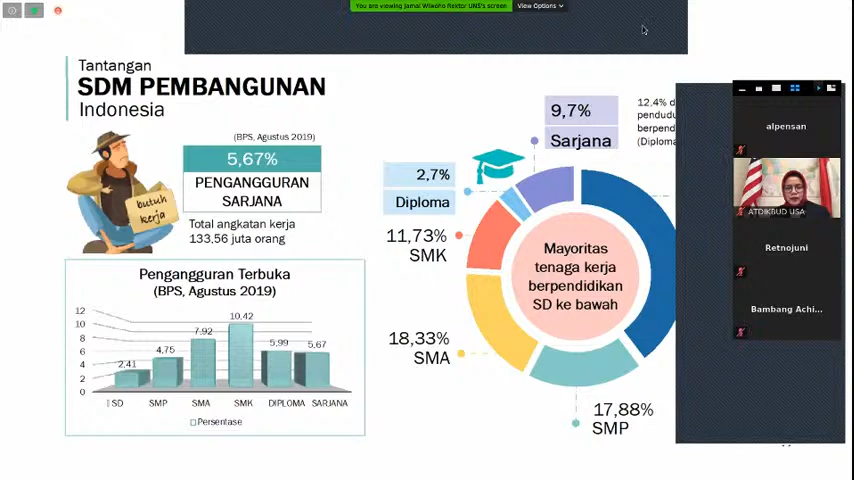 You are viewing Jamal Wiwoho Rektor UNS's screen
View Options
Tantangan
SDM PEMBANGUNAN
Indonesia
(BPS, Agustus 2019)
5,67%
PENGANGGURAN
SARJANA
butuh
kerja
Total angkatan kerja
133,56 juta orang
Pengangguran Terbuka
(BPS, Agustus 2019)
12
10
8
6
4
2
0
2,41
4,75
7,92
10,42
5,99
5,67
SD
SMP
SMA
SMK
DIPLOMA
SARJANA
Persentase
9,7%
Sarjana
12,4% d
pendudu
berpend
(Diploma
2,7%
Diploma
11,73%
SMK
18,33%
SMA
17,88%
SMP
Mayoritas
tenaga kerja
berpendidikan
SD ke bawah
alpensan
ATDIKBUD USA
Retnojuni
Bambang Achi...